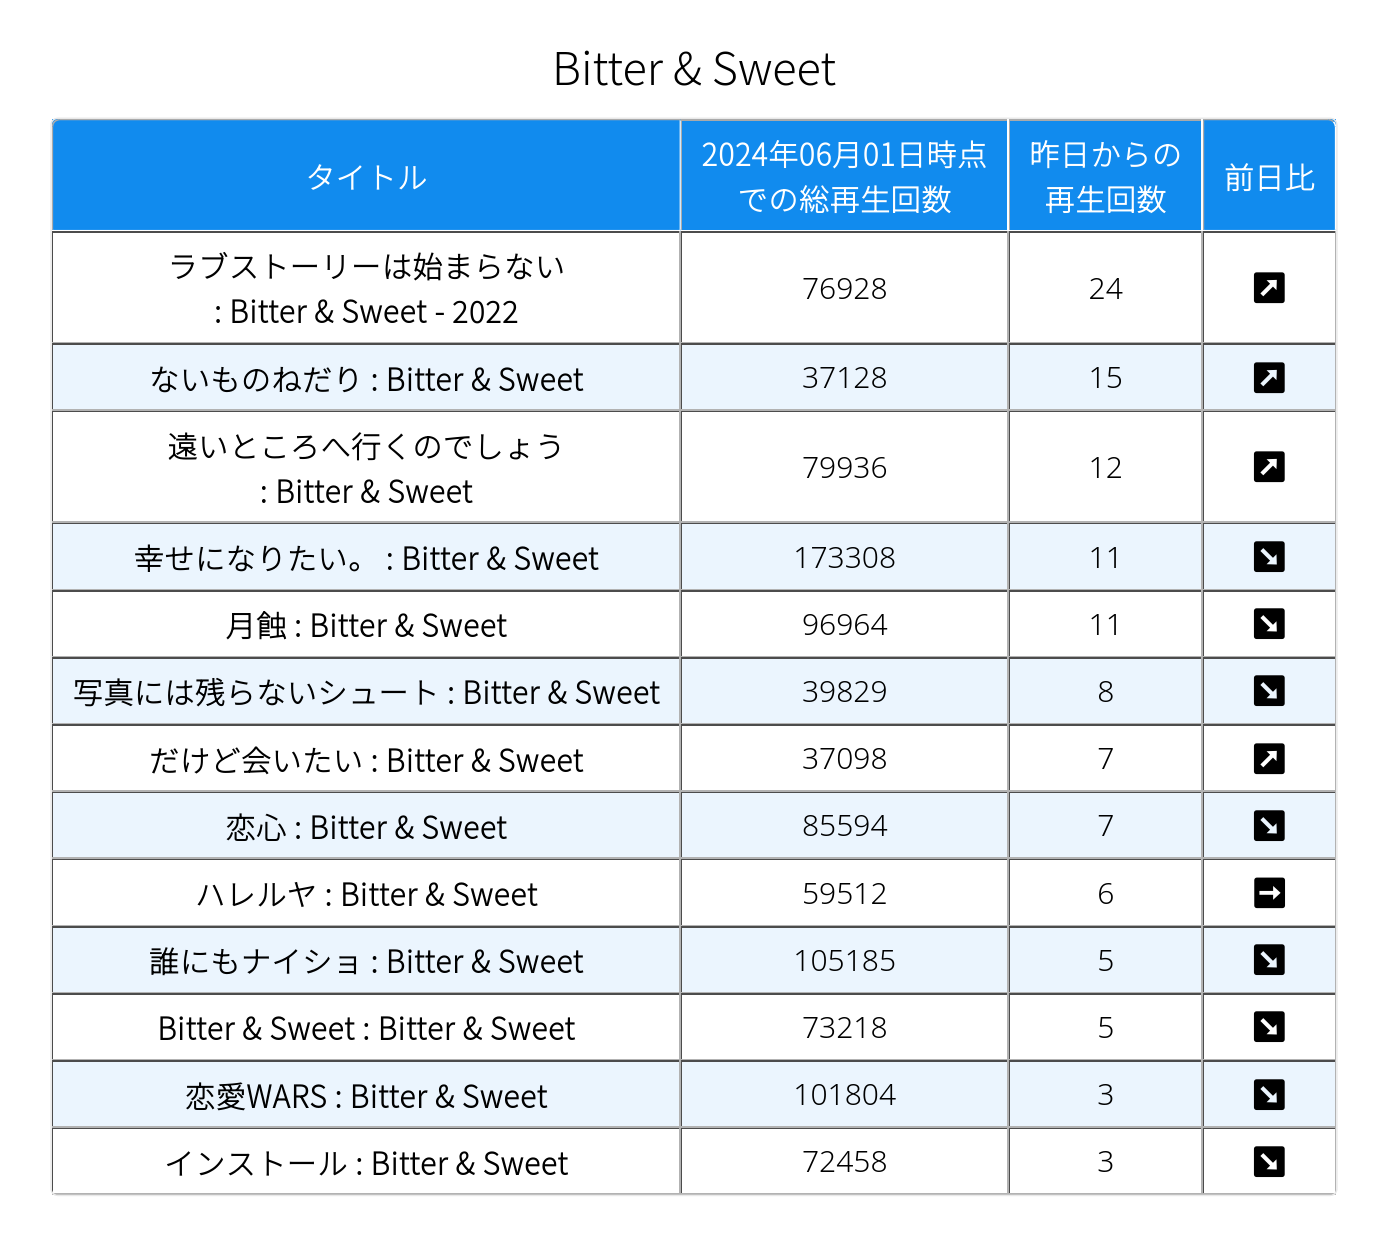 Bitter & Sweet
タイトル
2024年06月01日時点
での総再生回数
昨日からの
再生回数
前日比
ラブストーリーは始まらない
: Bitter & Sweet - 2022
76928
24
↗
ないものねだり : Bitter & Sweet
37128
15
↗
遠いところへ行くのでしょう
: Bitter & Sweet
79936
12
↗
幸せになりたい。 : Bitter & Sweet
173308
11
↘
月蝕 : Bitter & Sweet
96964
11
↘
写真には残らないシュート : Bitter & Sweet
39829
8
↘
だけど会いたい : Bitter & Sweet
37098
7
↗
恋心 : Bitter & Sweet
85594
7
↘
ハレルヤ : Bitter & Sweet
59512
6
→
誰にもナイショ : Bitter & Sweet
105185
5
↘
Bitter & Sweet : Bitter & Sweet
73218
5
↘
恋愛WARS : Bitter & Sweet
101804
3
↘
インストール : Bitter & Sweet
72458
3
↘